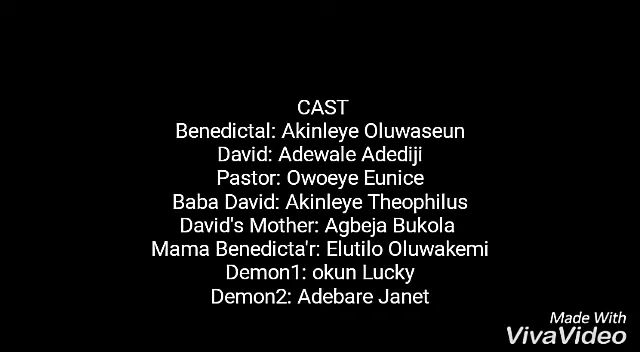 CAST
Benedictal: Akinleye Oluwaseun
David: Adewale Adediji
Pastor: Owoeye Eunice
Baba David: Akinleye Theophilus
David's Mother: Agbeja Bukola
Mama Benedicta'r: Elutilo Oluwakemi
Demon1: okun Lucky
Demon2: Adebare Janet
Made With
VivaVideo